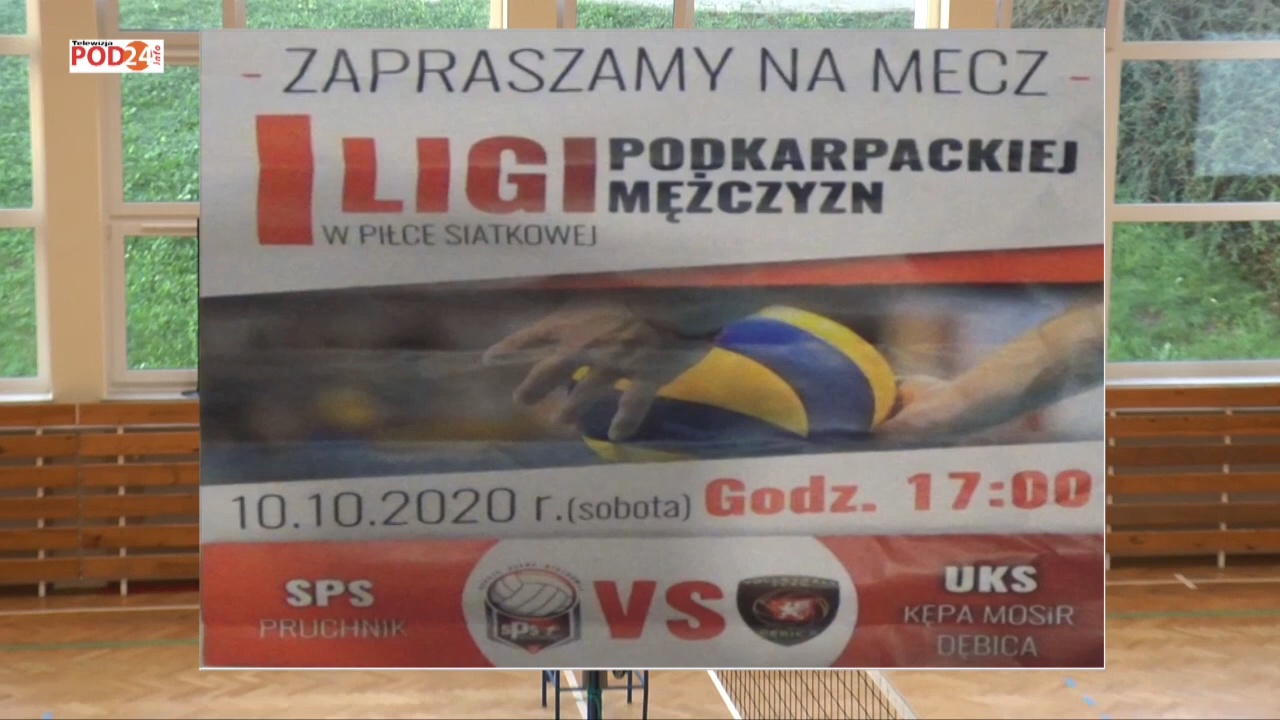 Telewizja
POD24.info
- ZAPRASZAMY NA MECZ -
I LIGI PODKARPACKIEJ
MĘŻCZYZN
W PIŁCE SIATKOWEJ
10.10.2020 r.(sobota) Godz. 17:00
SPS
PRUCHNIK
SPS P
VS
UKS
KĘPA MOSiR
DĘBICA